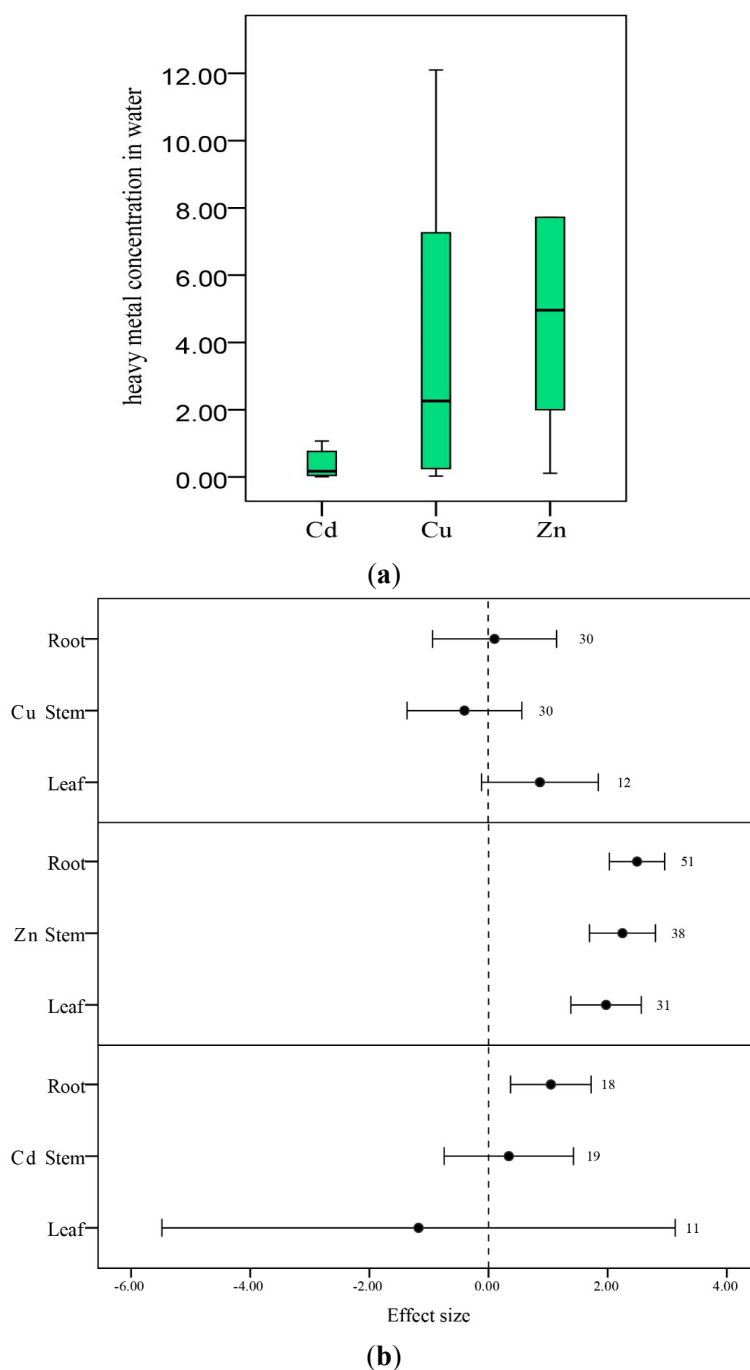 heavy metal concentration in water
12.00
10.00
8.00
6.00
4.00
2.00
0.00
Cd Cu Zn
(a)
Root 30
Cu Stem 30
Leaf 12
Root 51
Zn Stem 38
Leaf 31
Root 18
Cd Stem 19
Leaf 11
-6.00 -4.00 -2.00 0.00 2.00 4.00
Effect size
(b)